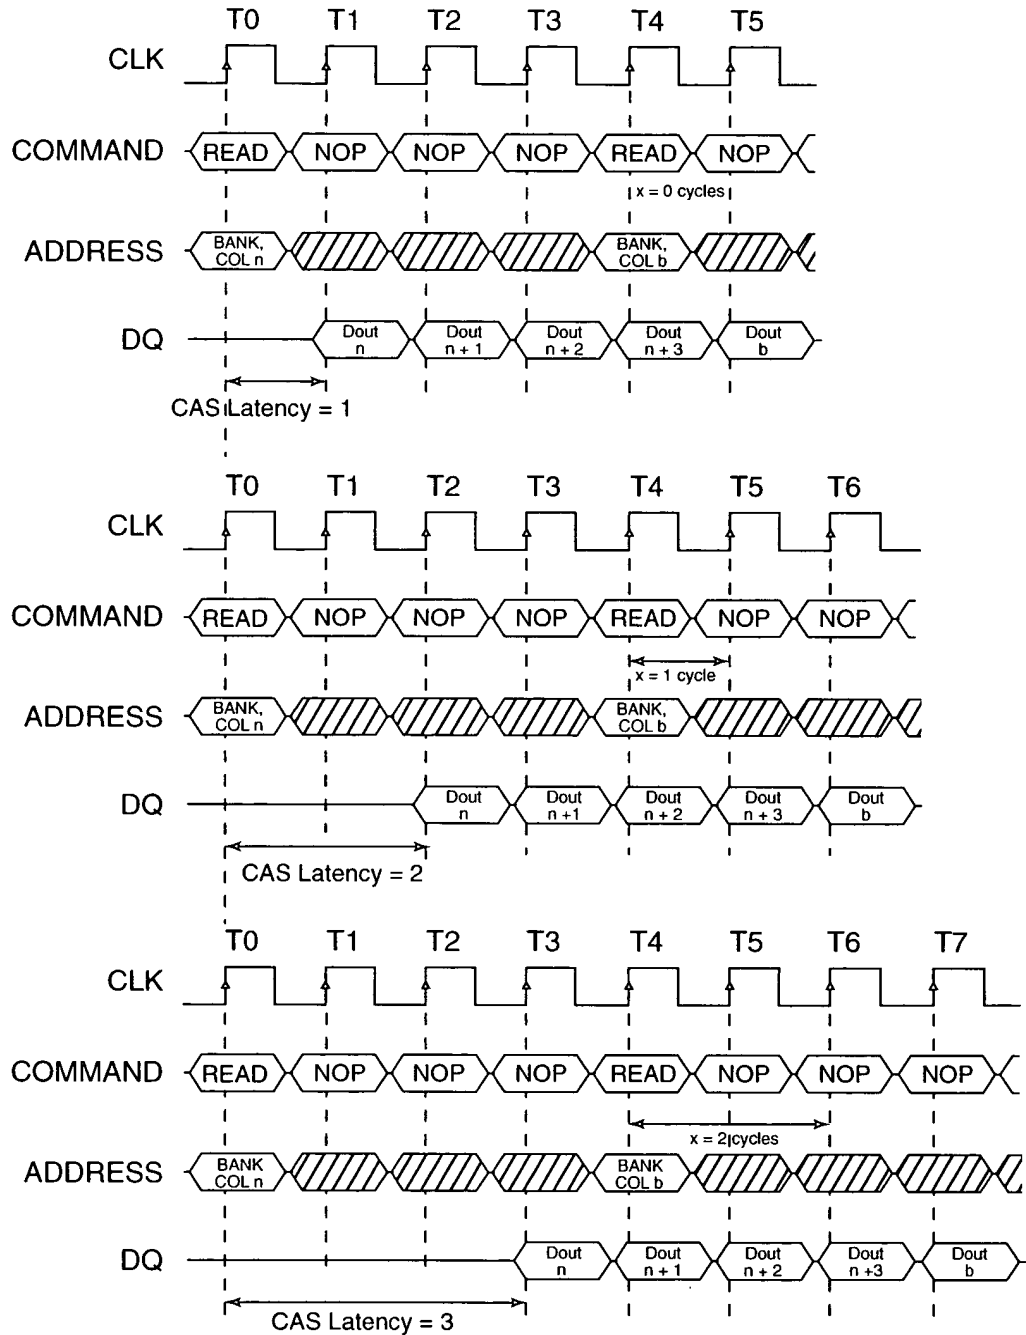 T0 T1 T2 T3 T4 T5
CLK
COMMAND READ NOP NOP NOP READ NOP
x = 0 cycles
ADDRESS BANK, COL n BANK, COL b
DQ Dout n Dout n + 1 Dout n + 2 Dout n + 3 Dout b
CAS Latency = 1
T0 T1 T2 T3 T4 T5 T6
CLK
COMMAND READ NOP NOP NOP READ NOP NOP
x = 1 cycle
ADDRESS BANK, COL n BANK, COL b
DQ Dout n Dout n +1 Dout n + 2 Dout n + 3 Dout b
CAS Latency = 2
T0 T1 T2 T3 T4 T5 T6 T7
CLK
COMMAND READ NOP NOP NOP READ NOP NOP NOP
x = 2 cycles
ADDRESS BANK COL n BANK COL b
DQ Dout n Dout n + 1 Dout n + 2 Dout n +3 Dout b
CAS Latency = 3